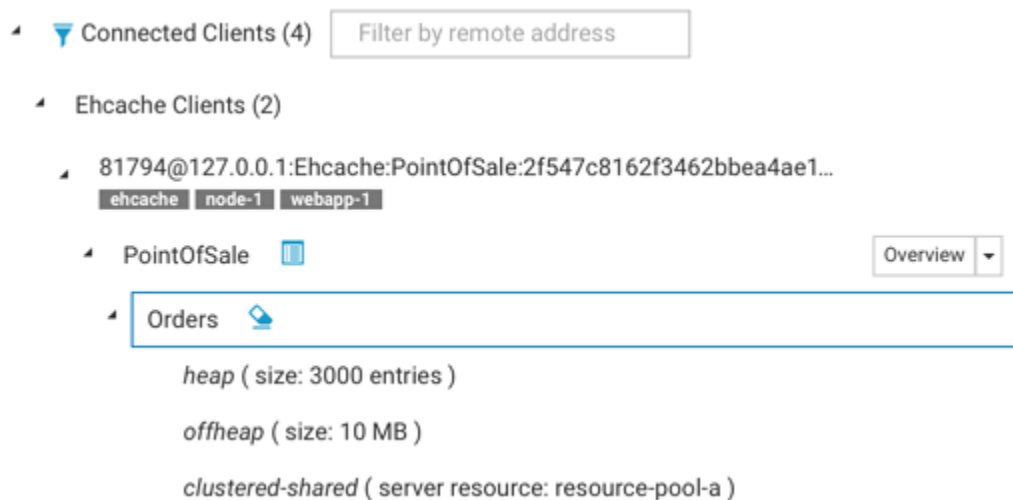 Connected Clients (4) Filter by remote address
Ehcache Clients (2)
81794@127.0.0.1:Ehcache:PointOfSale:2f547c8162f3462bbea4ae1…
ehcache node-1 webapp-1
PointOfSale Overview
Orders
heap ( size: 3000 entries )
offheap ( size: 10 MB )
clustered-shared ( server resource: resource-pool-a )